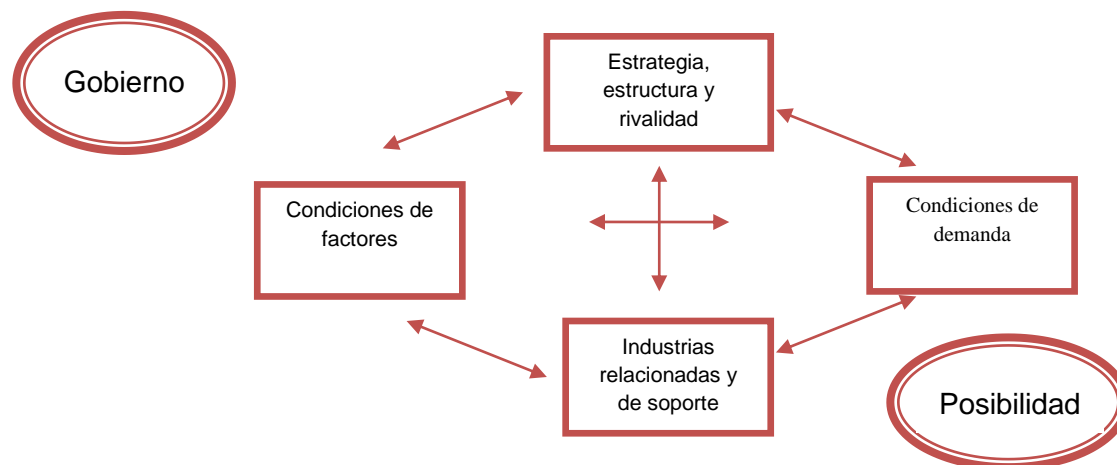 Gobierno
Estrategia,
estructura y
rivalidad
Condiciones de
factores
Condiciones de
demanda
Industrias
relacionadas y
de soporte
Posibilidad